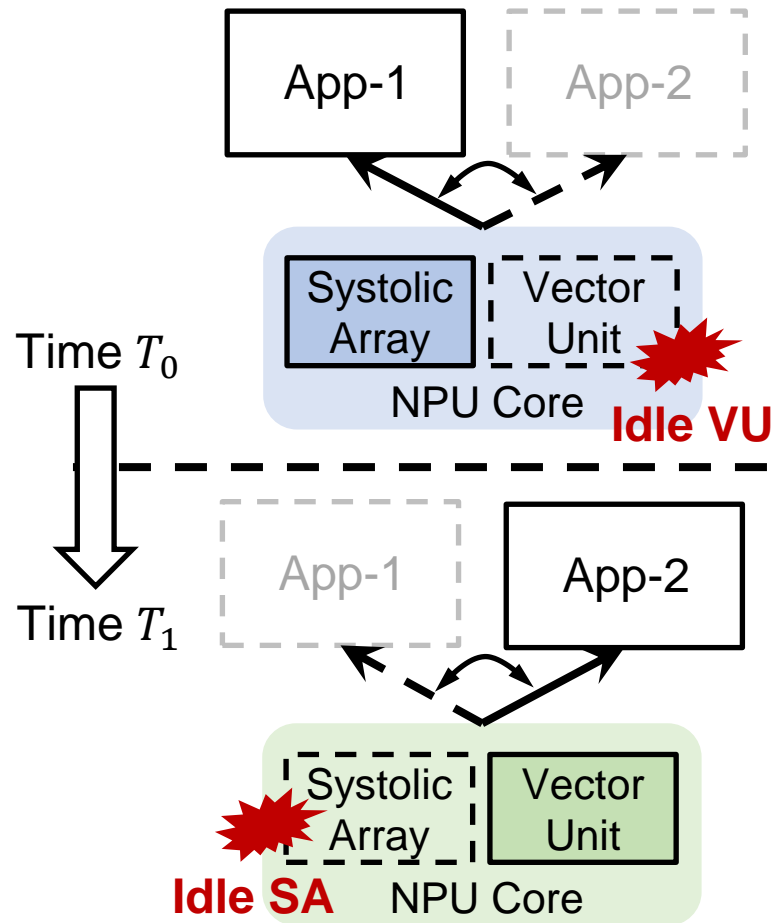 App-1
App-2
Systolic
Array
Vector
Unit
NPU Core
Idle VU
Time T₀
App-1
App-2
Time T₁
Systolic
Array
Vector
Unit
Idle SA
NPU Core